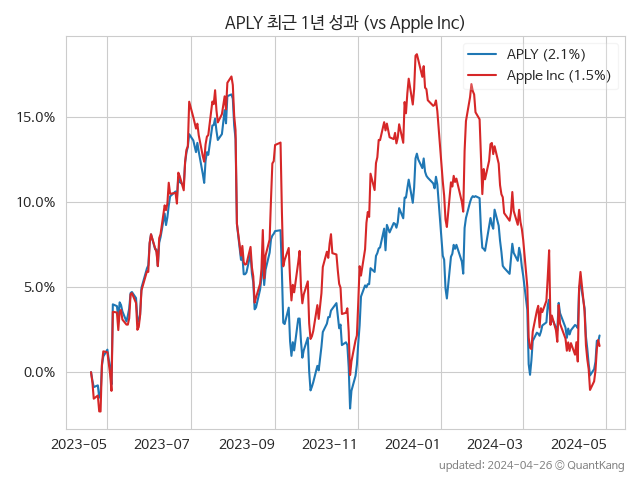 APLY 최근 1년 성과 (vs Apple Inc)
APLY (2.1%)
Apple Inc (1.5%)
15.0%
10.0%
5.0%
0.0%
2023-05 2023-07 2023-09 2023-11 2024-01 2024-03 2024-05
updated: 2024-04-26 © QuantKang